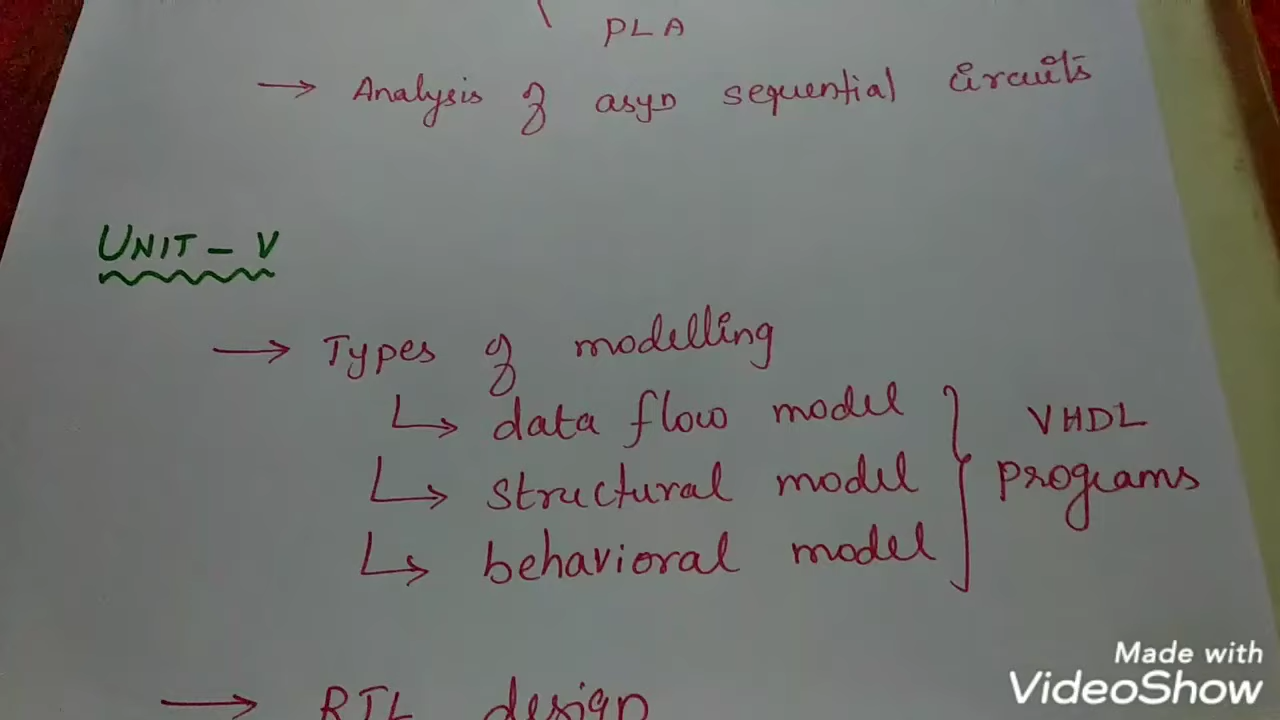 PLA
→ Analysis of asyn sequential circuits
UNIT - V
→ Types of modelling
↳ data flow model
↳ structural model
↳ behavioral model
VHDL
programs
→ RTL design
Made with
VideoShow